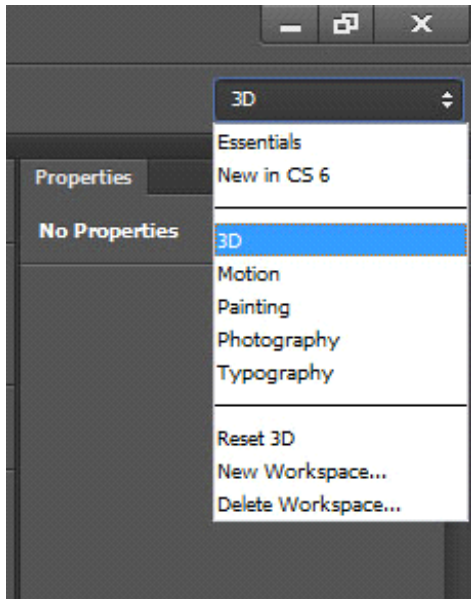 3D
Essentials
New in CS 6
Properties
No Properties
3D
Motion
Painting
Photography
Typography
Reset 3D
New Workspace...
Delete Workspace...